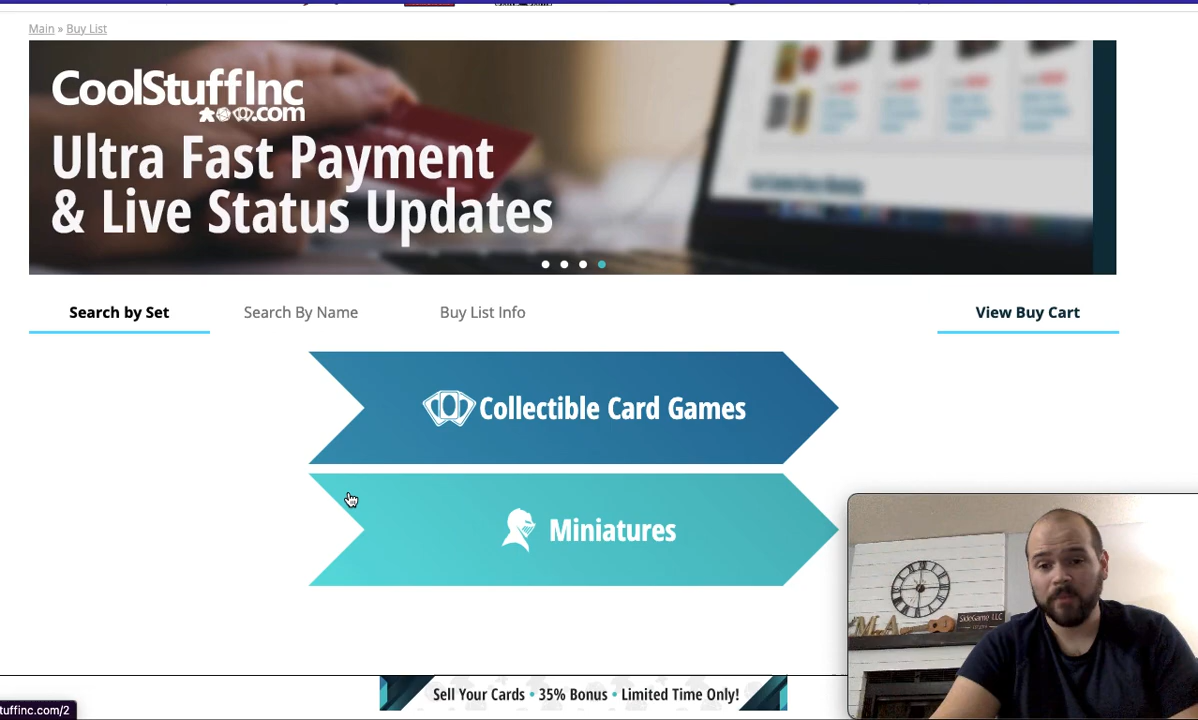 Main » Buy List
CoolStuffInc
.com
Ultra Fast Payment
& Live Status Updates
Search by Set
Search By Name
Buy List Info
View Buy Cart
Collectible Card Games
Miniatures
SideGame LLC
Sell Your Cards • 35% Bonus • Limited Time Only!
tuffinc.com/2